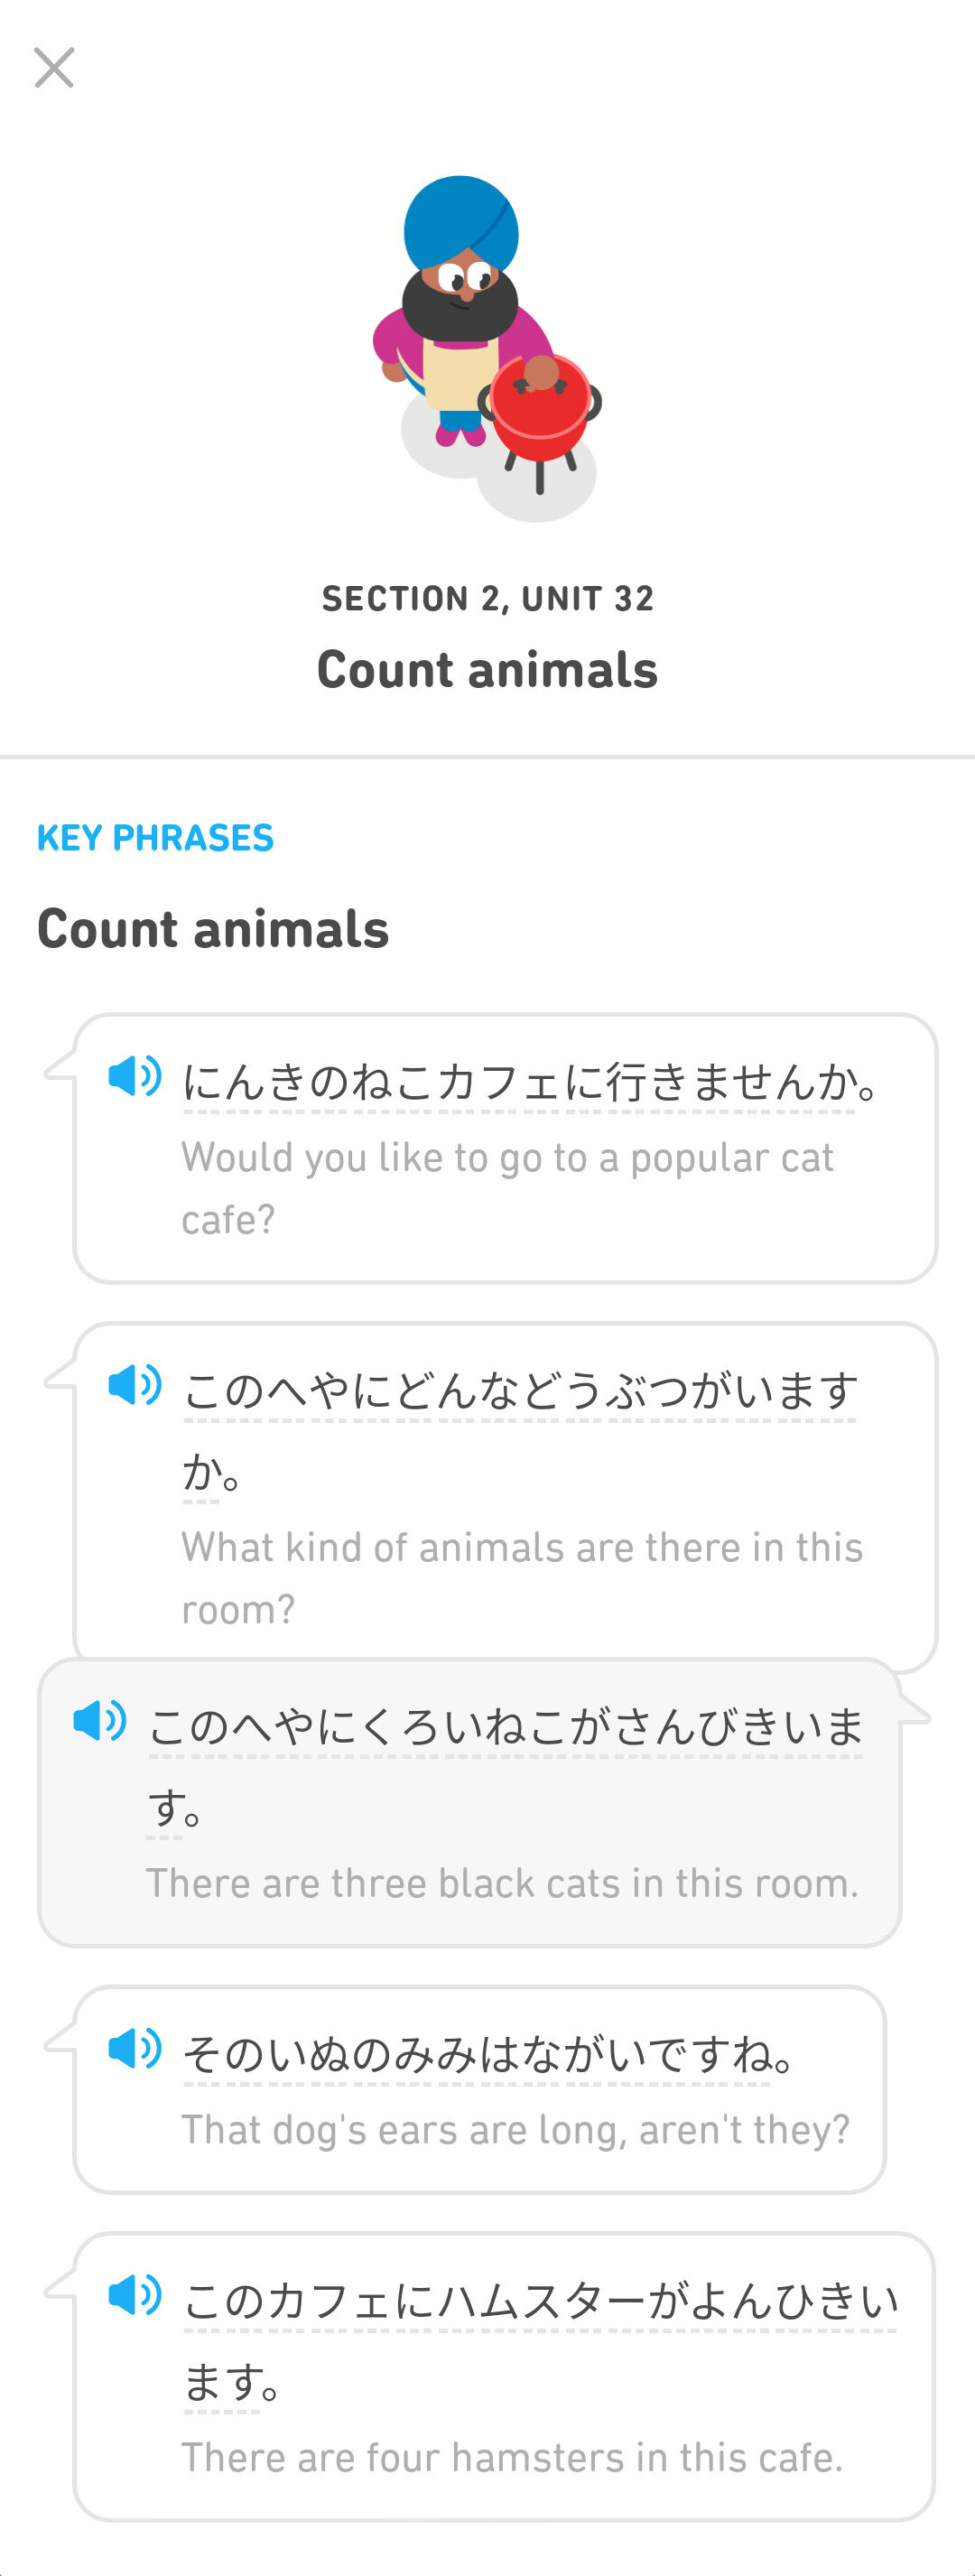 SECTION 2, UNIT 32
Count animals
KEY PHRASES
Count animals
にんきのねこカフェに行きませんか。
Would you like to go to a popular cat
cafe?
このへやにどんなどうぶつがいます
か。
What kind of animals are there in this
room?
このへやにくろいねこがさんびきいま
す。
There are three black cats in this room.
そのいぬのみみはながいですね。
That dog's ears are long, aren't they?
このカフェにハムスターがよんひきい
ます。
There are four hamsters in this cafe.